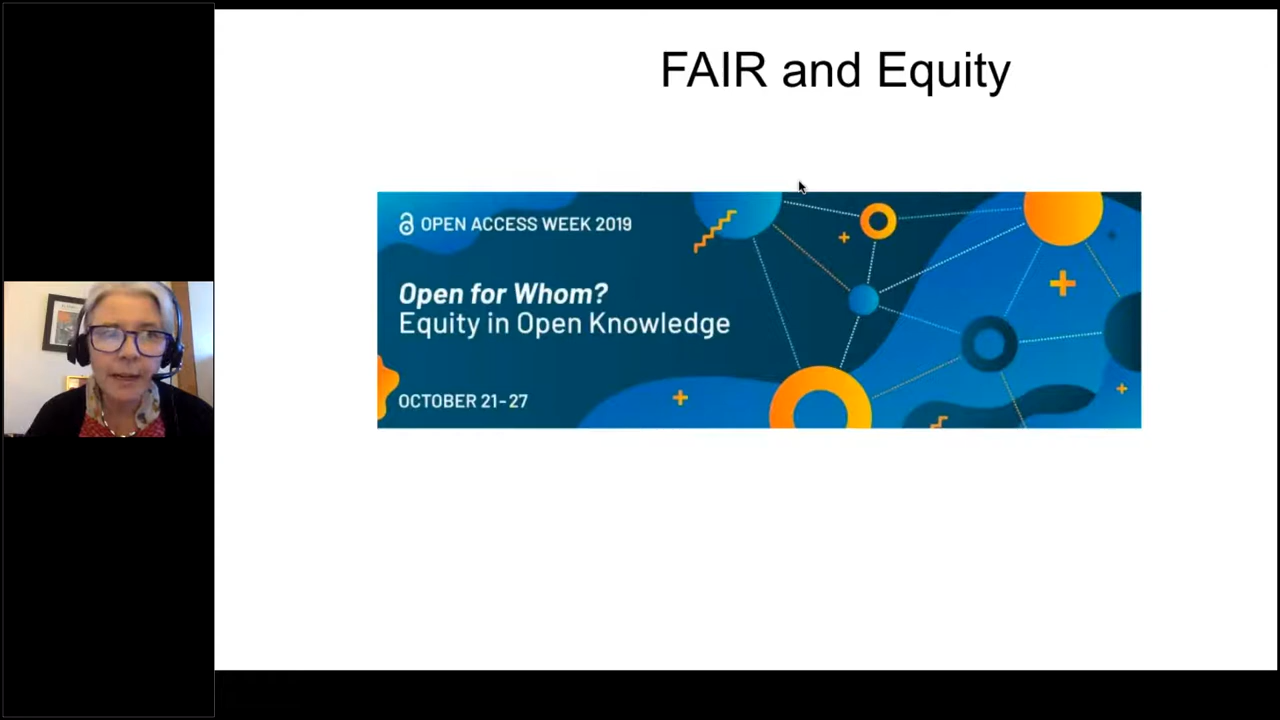 FAIR and Equity
OPEN ACCESS WEEK 2019
Open for Whom?
Equity in Open Knowledge
OCTOBER 21-27